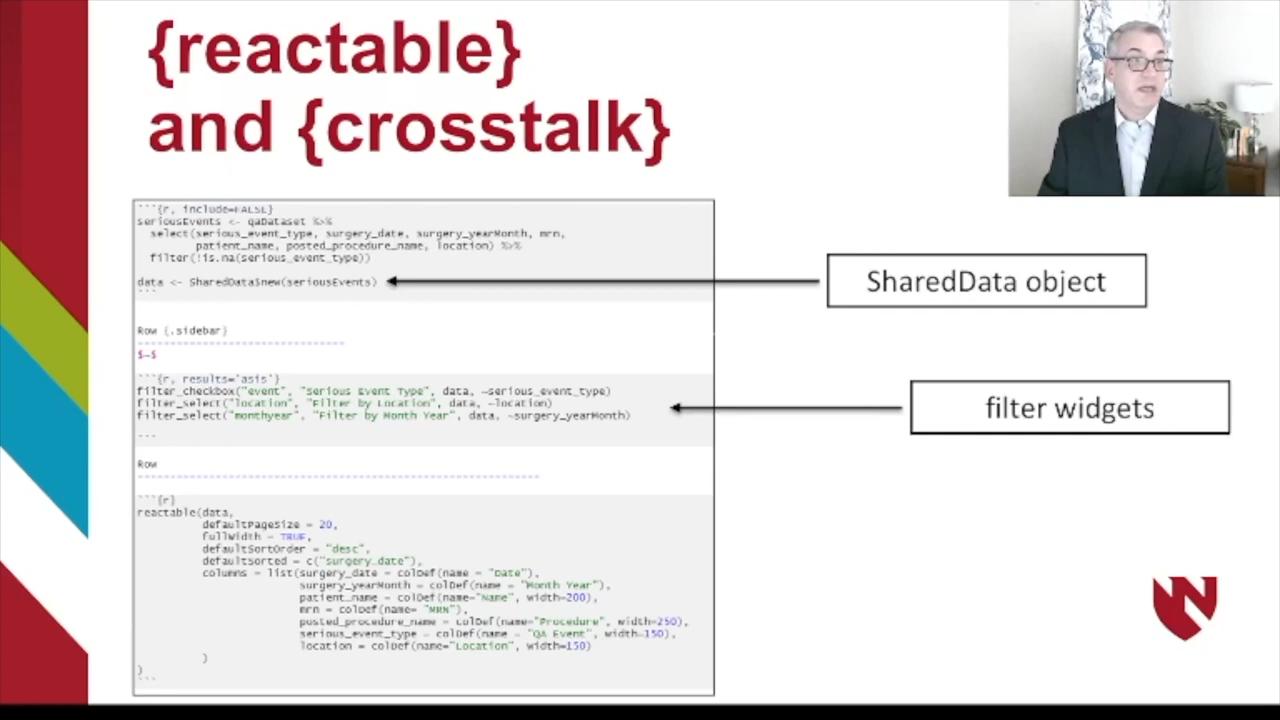 {reactable}
and {crosstalk}
```{r, include=FALSE}
seriousEvents <- qaDataset %>%
select(serious_event_type, surgery_date, surgery_yearMonth, mrn,
patient_name, posted_procedure_name, location) %>%
filter(!is.na(serious_event_type))
data <- SharedData$new(seriousEvents)
```
SharedData object
Row {.sidebar}
-------------------------------
$~$
```{r, results='asis'}
filter_checkbox("event", "Serious Event Type", data, ~serious_event_type)
filter_select("location", "Filter by Location", data, ~location)
filter_select("monthyear", "Filter by Month Year", data, ~surgery_yearMonth)
```
filter widgets
Row
-------------------------------------------------------------
```{r}
reactable(data,
defaultPageSize = 20,
fullWidth = TRUE,
defaultSortOrder = "desc",
defaultSorted = c("surgery_date"),
columns = list(surgery_date = colDef(name = "Date"),
surgery_yearMonth = colDef(name = "Month Year"),
patient_name = colDef(name="Name", width=200),
mrn = colDef(name= "MRN"),
posted_procedure_name = colDef(name="Procedure", width=250),
serious_event_type = colDef(name = "QA Event", width=150),
location = colDef(name="Location", width=150)
)
)
```
N